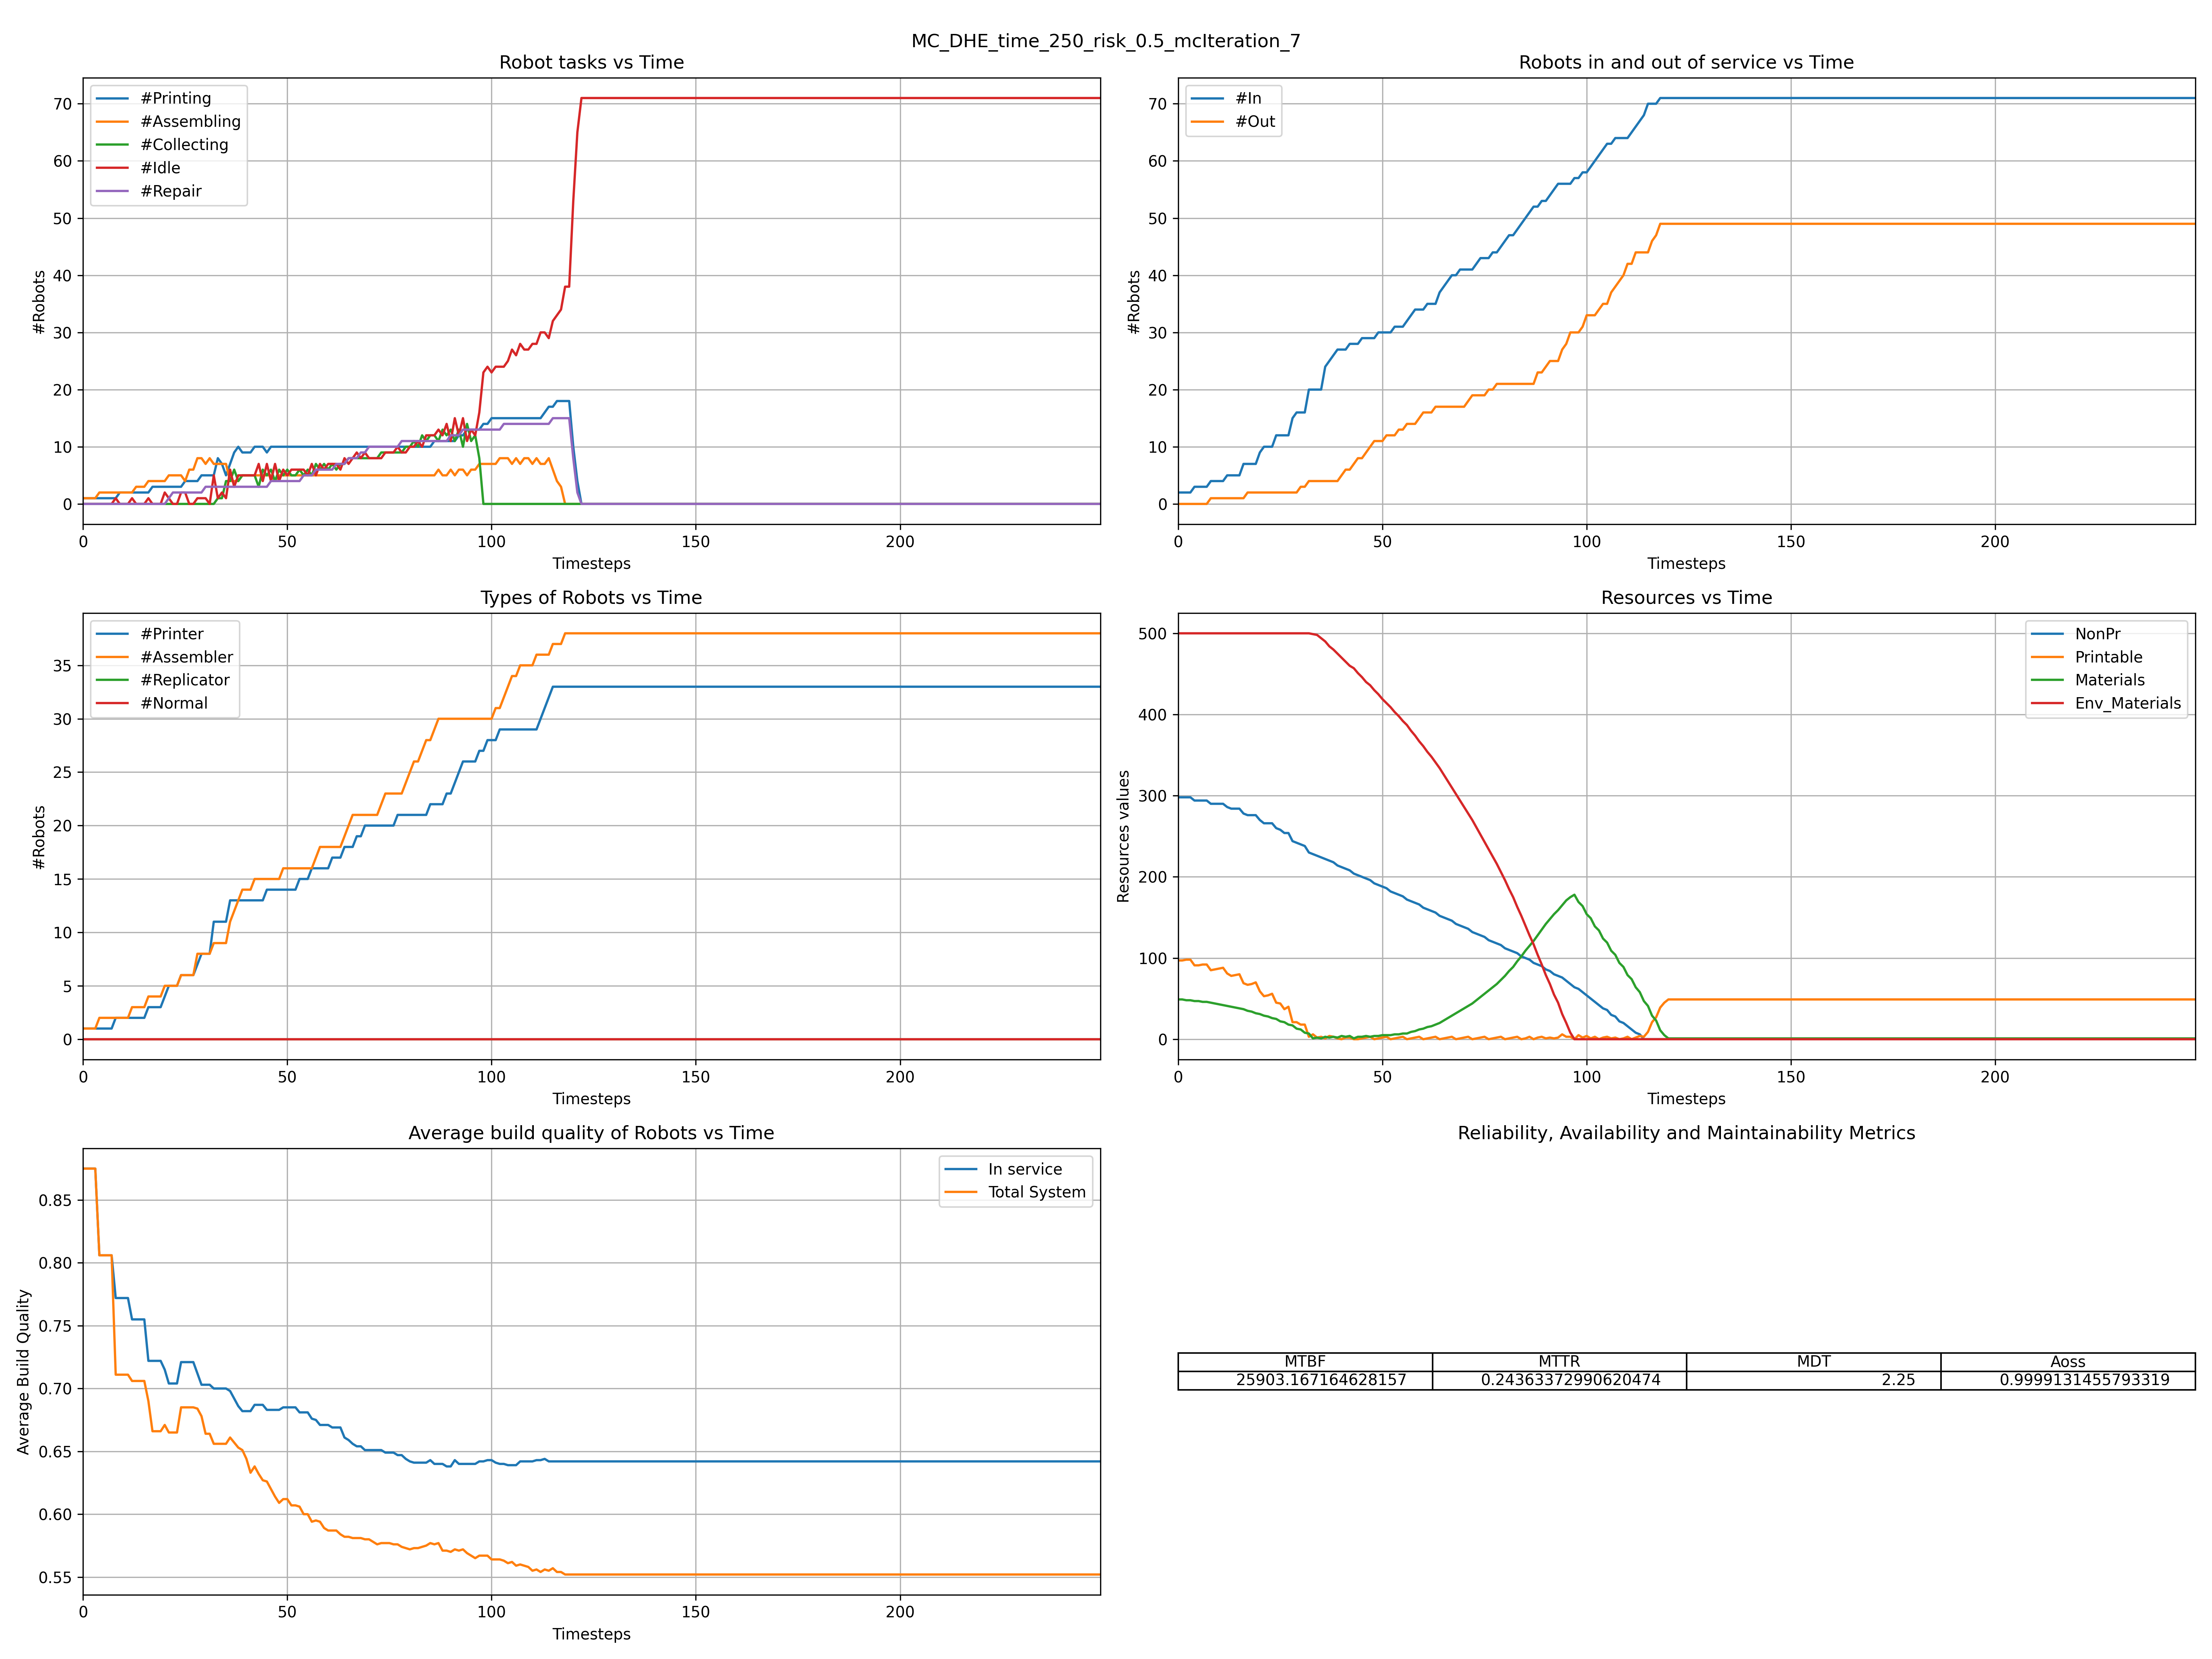 MC_DHE_time_250_risk_0.5_mcIteration_7
Robot tasks vs Time
#Printing
#Assembling
#Collecting
#Idle
#Repair
70
60
50
40
30
20
10
0
#Robots
0 50 100 150 200
Timesteps
Robots in and out of service vs Time
#In
#Out
70
60
50
40
30
20
10
0
#Robots
0 50 100 150 200
Timesteps
Types of Robots vs Time
#Printer
#Assembler
#Replicator
#Normal
35
30
25
20
15
10
5
0
#Robots
0 50 100 150 200
Timesteps
Resources vs Time
NonPr
Printable
Materials
Env_Materials
500
400
300
200
100
0
Resources values
0 50 100 150 200
Timesteps
Average build quality of Robots vs Time
In service
Total System
0.85
0.80
0.75
0.70
0.65
0.60
0.55
Average Build Quality
0 50 100 150 200
Timesteps
Reliability, Availability and Maintainability Metrics
MTBF MTTR MDT Aoss
25903.167164628157 0.24363372990620474 2.25 0.9999131455793319